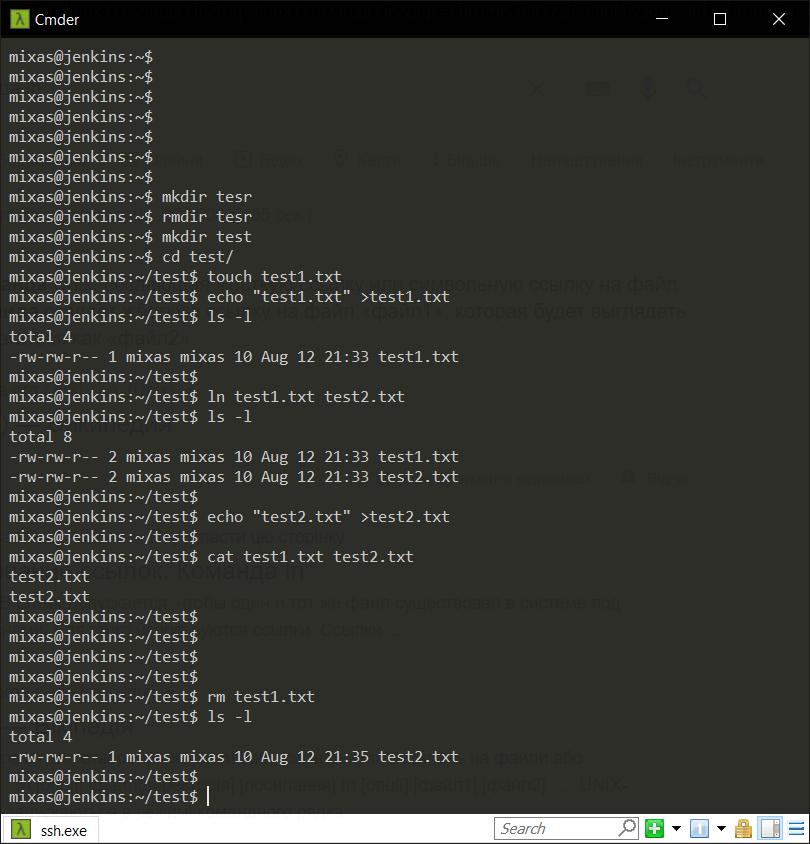 Cmder
mixas@jenkins:~$
mixas@jenkins:~$
mixas@jenkins:~$
mixas@jenkins:~$
mixas@jenkins:~$
mixas@jenkins:~$
mixas@jenkins:~$
mixas@jenkins:~$ mkdir tesr
mixas@jenkins:~$ rmdir tesr
mixas@jenkins:~$ mkdir test
mixas@jenkins:~$ cd test/
mixas@jenkins:~/test$ touch test1.txt
mixas@jenkins:~/test$ echo "test1.txt" >test1.txt
mixas@jenkins:~/test$ ls -l
total 4
-rw-rw-r-- 1 mixas mixas 10 Aug 12 21:33 test1.txt
mixas@jenkins:~/test$
mixas@jenkins:~/test$ ln test1.txt test2.txt
mixas@jenkins:~/test$ ls -l
total 8
-rw-rw-r-- 2 mixas mixas 10 Aug 12 21:33 test1.txt
-rw-rw-r-- 2 mixas mixas 10 Aug 12 21:33 test2.txt
mixas@jenkins:~/test$
mixas@jenkins:~/test$ echo "test2.txt" >test2.txt
mixas@jenkins:~/test$
mixas@jenkins:~/test$ cat test1.txt test2.txt
test2.txt
test2.txt
mixas@jenkins:~/test$
mixas@jenkins:~/test$
mixas@jenkins:~/test$
mixas@jenkins:~/test$
mixas@jenkins:~/test$ rm test1.txt
mixas@jenkins:~/test$ ls -l
total 4
-rw-rw-r-- 1 mixas mixas 10 Aug 12 21:35 test2.txt
mixas@jenkins:~/test$
mixas@jenkins:~/test$
ssh.exe
Search